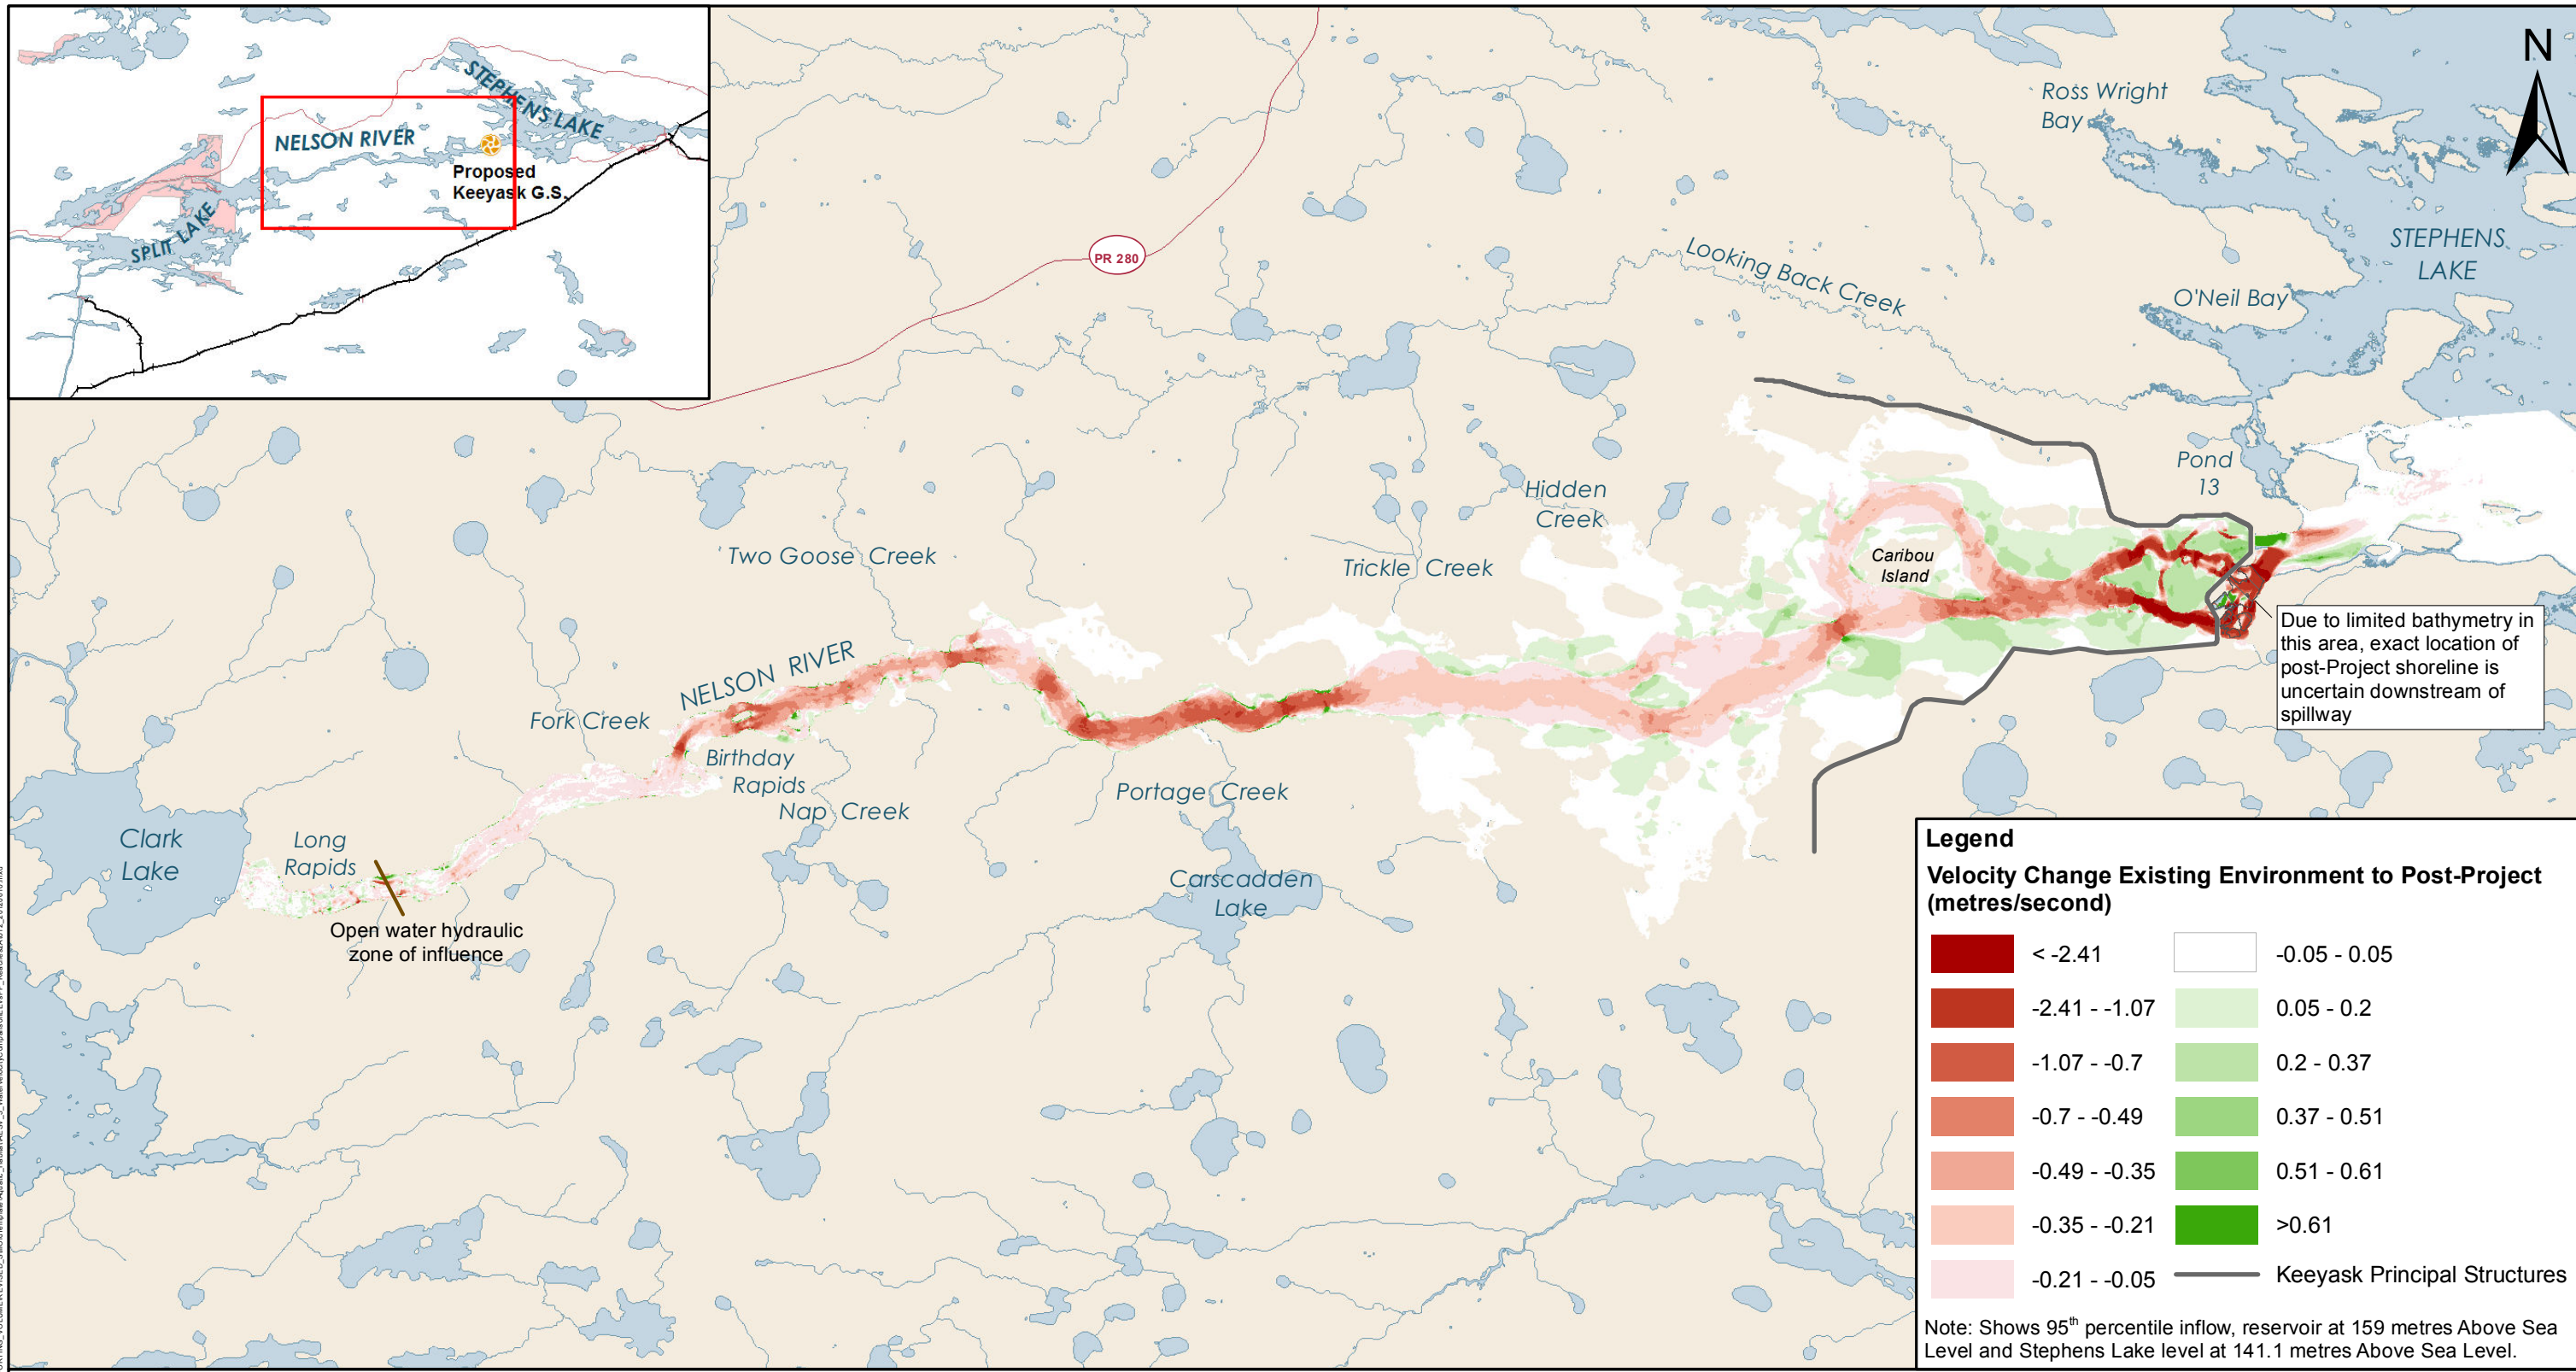 STEPHENS LAKE
NELSON RIVER
Proposed
Keeyask G.S.
SPLIT LAKE
N
Ross Wright
Bay
PR 280
Looking Back Creek
STEPHENS
LAKE
O'Neil Bay
Pond
13
Hidden
Creek
Two Goose Creek
Trickle Creek
Caribou
Island
Due to limited bathymetry in
this area, exact location of
post-Project shoreline is
uncertain downstream of
spillway
NELSON RIVER
Fork Creek
Birthday
Rapids
Nap Creek
Portage Creek
Clark
Lake
Long
Rapids
Carscadden
Lake
Open water hydraulic
zone of influence
Legend
Velocity Change Existing Environment to Post-Project
(metres/second)
< -2.41
-2.41 - -1.07
-1.07 - -0.7
-0.7 - -0.49
-0.49 - -0.35
-0.35 - -0.21
-0.21 - -0.05
-0.05 - 0.05
0.05 - 0.2
0.2 - 0.37
0.37 - 0.51
0.51 - 0.61
>0.61
Keeyask Principal Structures
Note: Shows 95th percentile inflow, reservoir at 159 metres Above Sea
Level and Stephens Lake level at 141.1 metres Above Sea Level.